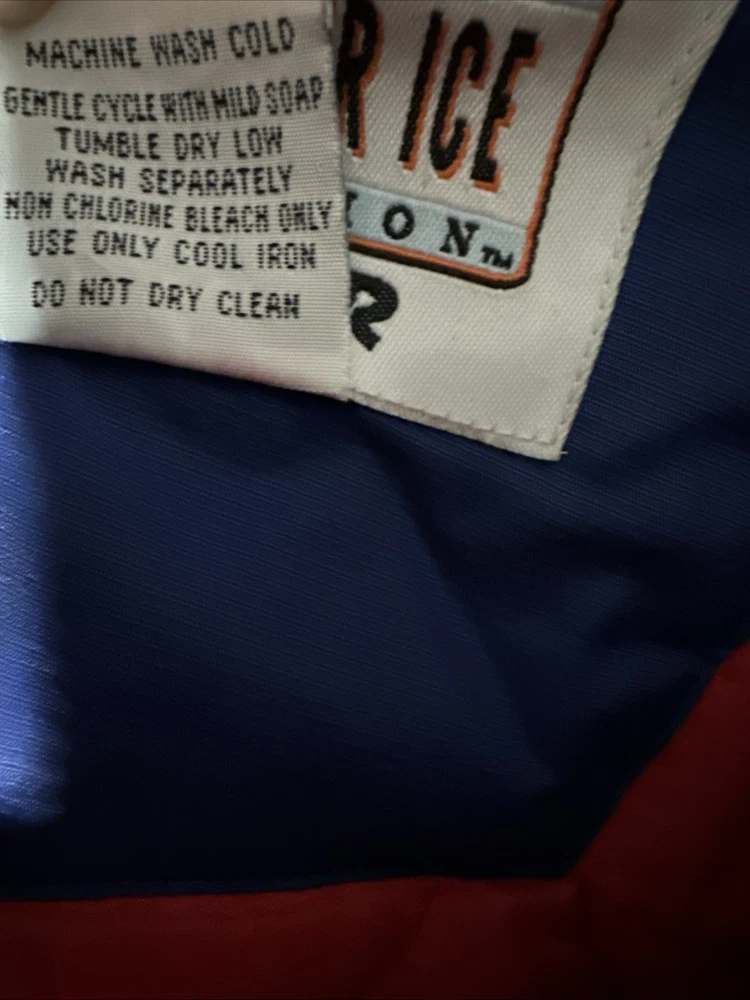 MACHINE WASH COLD
GENTLE CYCLE WITH MILD SOAP
TUMBLE DRY LOW
WASH SEPARATELY
NON CHLORINE BLEACH ONLY
USE ONLY COOL IRON
DO NOT DRY CLEAN
R ICE
ION™
R